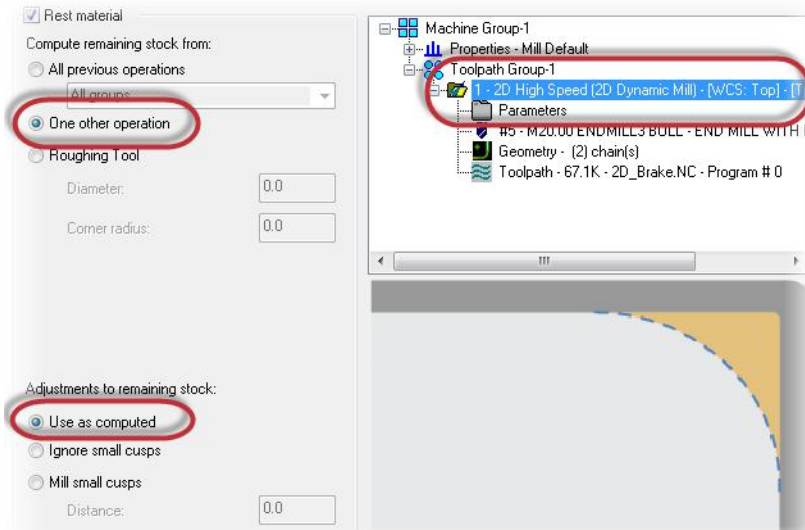 Rest material
Compute remaining stock from:
All previous operations
All groups
One other operation
Roughing Tool
Diameter:
0.0
Corner radius:
0.0
Adjustments to remaining stock:
Use as computed
Ignore small cusps
Mill small cusps
Distance:
0.0
Machine Group-1
Properties - Mill Default
Toolpath Group-1
1 - 2D High Speed (2D Dynamic Mill) - [WCS: Top] - [T
Parameters
#5 - M20.00 ENDMILL3 BULL - END MILL WITH
Geometry - (2) chain(s)
Toolpath - 67.1K - 2D_Brake.NC - Program # 0